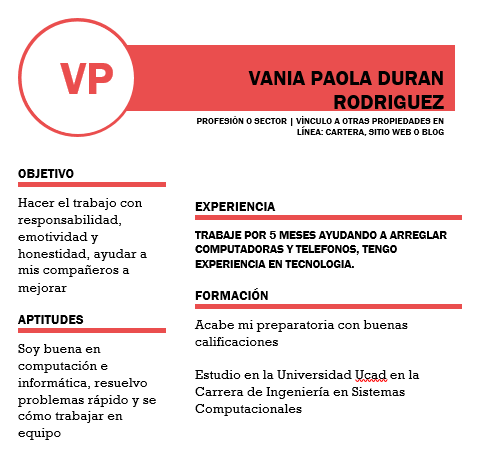 VP
VANIA PAOLA DURAN
RODRIGUEZ
PROFESIÓN O SECTOR | VÍNCULO A OTRAS PROPIEDADES EN
LÍNEA: CARTERA, SITIO WEB O BLOG
OBJETIVO
Hacer el trabajo con
responsabilidad,
emotividad y
honestidad, ayudar a
mis compañeros a
mejorar
APTITUDES
Soy buena en
computación e
informática, resuelvo
problemas rápido y se
cómo trabajar en
equipo
EXPERIENCIA
TRABAJE POR 5 MESES AYUDANDO A ARREGLAR
COMPUTADORAS Y TELEFONOS, TENGO
EXPERIENCIA EN TECNOLOGIA.
FORMACIÓN
Acabe mi preparatoria con buenas
calificaciones
Estudio en la Universidad Ucad en la
Carrera de Ingeniería en Sistemas
Computacionales